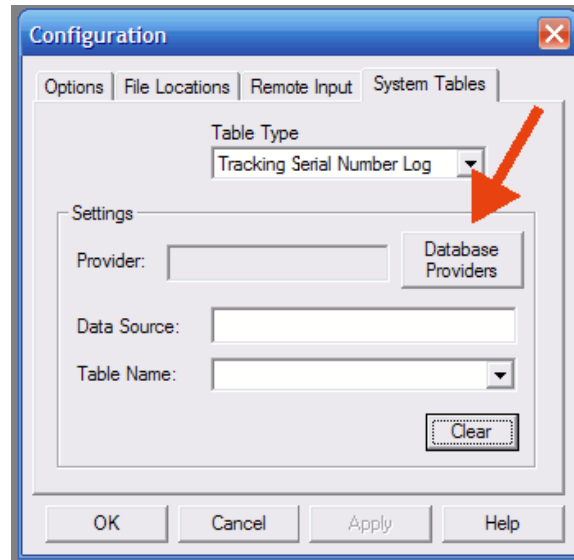 Configuration
Options File Locations Remote Input System Tables
Table Type
Tracking Serial Number Log
Settings
Provider:
Database
Providers
Data Source:
Table Name:
Clear
OK Cancel Apply Help